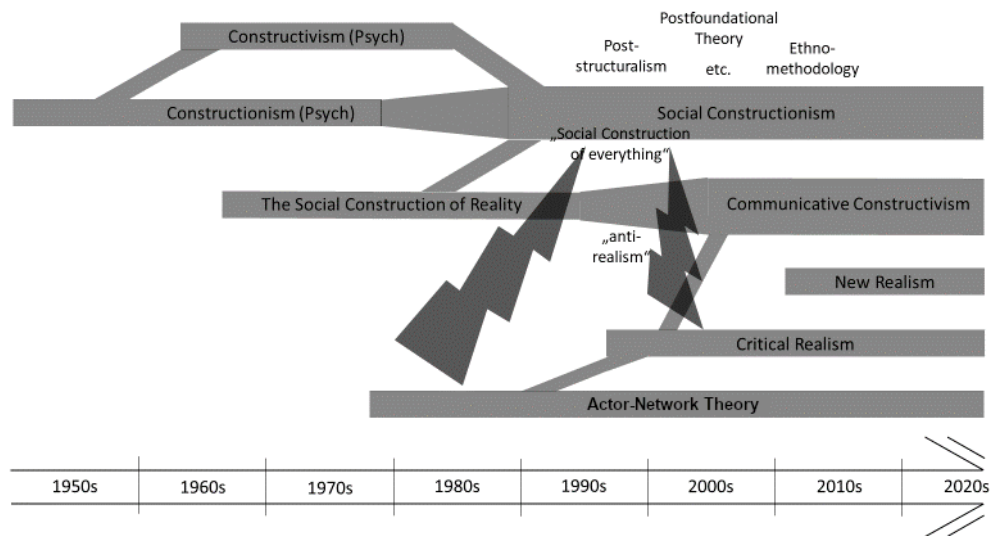 Constructivism (Psych)
Postfoundational
Theory
etc.
Post-
structuralism
Ethno-
methodology
Constructionism (Psych)
Social Constructionism
„Social Construction
of everything“
The Social Construction of Reality
Communicative Constructivism
„anti-
realism“
New Realism
Critical Realism
Actor-Network Theory
1950s
1960s
1970s
1980s
1990s
2000s
2010s
2020s